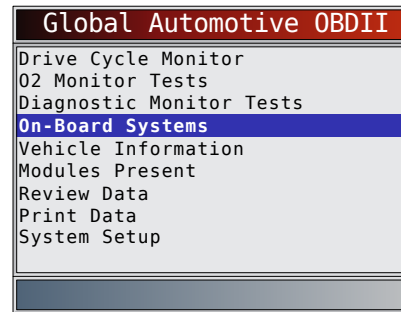 Global Automotive OBDII
Drive Cycle Monitor
O2 Monitor Tests
Diagnostic Monitor Tests
On-Board Systems
Vehicle Information
Modules Present
Review Data
Print Data
System Setup